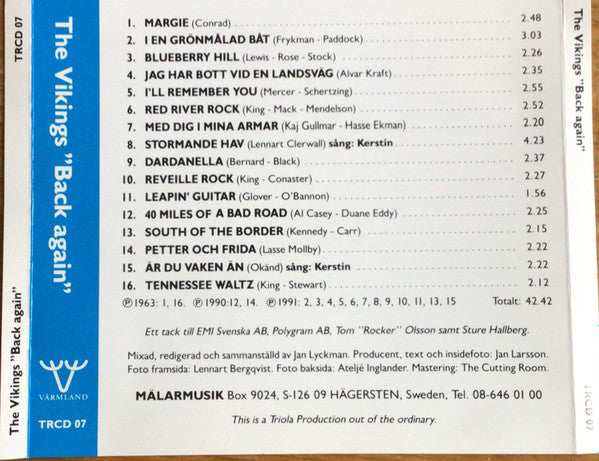 TRCD 07
The Vikings "Back again"
The Vikings "Back again"
VÄRMLAND
TRCD 07
1. MARGIE (Conrad) 2.48
2. I EN GRÖNMÅLAD BÅT (Frykman - Paddock) 3.03
3. BLUEBERRY HILL (Lewis - Rose - Stock) 2.26
4. JAG HAR BOTT VID EN LANDSVÄG (Alvar Kraft) 2.35
5. I'LL REMEMBER YOU (Mercer - Schertzing) 2.55
6. RED RIVER ROCK (King - Mack - Mendelson) 2.52
7. MED DIG I MINA ARMAR (Kaj Gullmar - Hasse Ekman) 2.20
8. STORMANDE HAV (Lennart Clerwall) sång: Kerstin 4.23
9. DARDANELLA (Bernard - Black) 2.37
10. REVEILLE ROCK (King - Conaster) 2.27
11. LEAPIN' GUITAR (Glover - O'Bannon) 1.56
12. 40 MILES OF A BAD ROAD (Al Casey - Duane Eddy) 2.25
13. SOUTH OF THE BORDER (Kennedy - Carr) 2.15
14. PETTER OCH FRIDA (Lasse Mollby) 2.22
15. ÄR DU VAKEN ÄN (Okänd) sång: Kerstin 2.22
16. TENNESSEE WALTZ (King - Stewart) 2.12
℗1963: 1, 16. ℗1990:12, 14. ℗1991: 2, 3, 4, 5, 6, 7, 8, 9, 10, 11, 13, 15 Totalt: 42.42
Ett tack till EMI Svenska AB, Polygram AB, Tom "Rocker" Olsson samt Sture Hallberg.
Mixad, redigerad och sammanställd av Jan Lyckman. Producent, text och insidefoto: Jan Larsson.
Foto framsida: Lennart Bergqvist. Foto baksida: Ateljé Inglander. Mastering: The Cutting Room.
MÄLARMUSIK Box 9024, S-126 09 HÄGERSTEN, Sweden, Tel. 08-646 01 00
This is a Triola Production out of the ordinary.
The Vikings "Back again"
TRCD 07